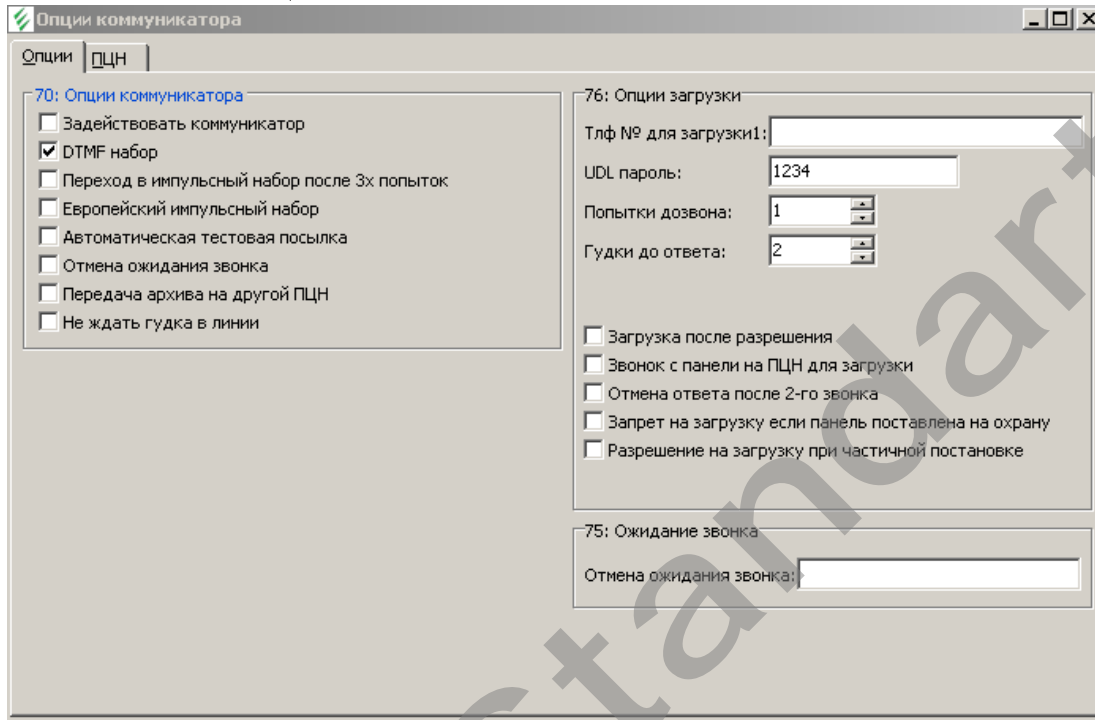 Опции коммуникатора
Опции
ПЦН
70: Опции коммуникатора
Задействовать коммуникатор
DTMF набор
Переход в импульсный набор после 3х попыток
Европейский импульсный набор
Автоматическая тестовая посылка
Отмена ожидания звонка
Передача архива на другой ПЦН
Не ждать гудка в линии
76: Опции загрузки
Тлф № для загрузки1:
UDL пароль: 1234
Попытки дозвона: 1
Гудки до ответа: 2
Загрузка после разрешения
Звонок с панели на ПЦН для загрузки
Отмена ответа после 2-го звонка
Запрет на загрузку если панель поставлена на охрану
Разрешение на загрузку при частичной постановке
75: Ожидание звонка
Отмена ожидания звонка:
Standart